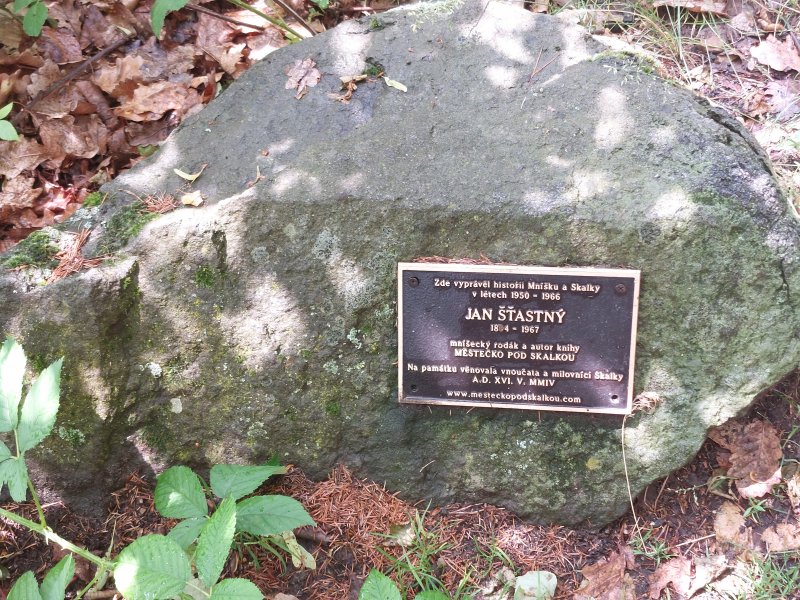 Zde vyprávěl historii Mníšku a Skalky
v létech 1950 - 1966
JAN ŠŤASTNÝ
- 1967
mníšecký rodák a autor knihy
MĚSTEČKO POD SKALKOU
Na památku věnovala vnoučata a milovníci Skalky
A.D. XVI. V. MMIV
www.mesteckopodskalkou.com